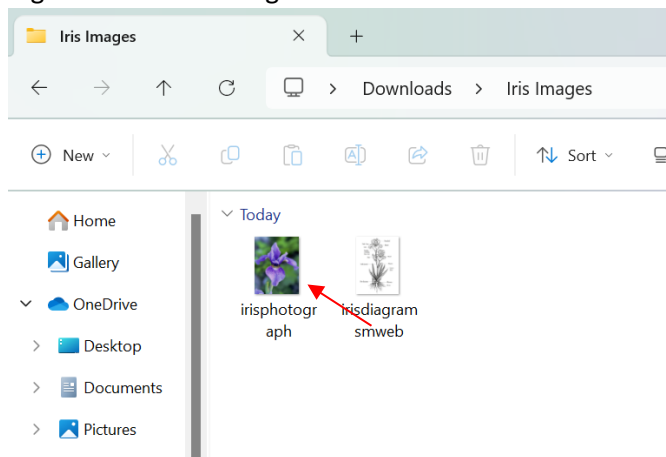 Iris Images
Downloads > Iris Images
New
Sort
Home
Today
Gallery
OneDrive
irisphotogr
aph
irisdiagram
smweb
Desktop
Documents
Pictures